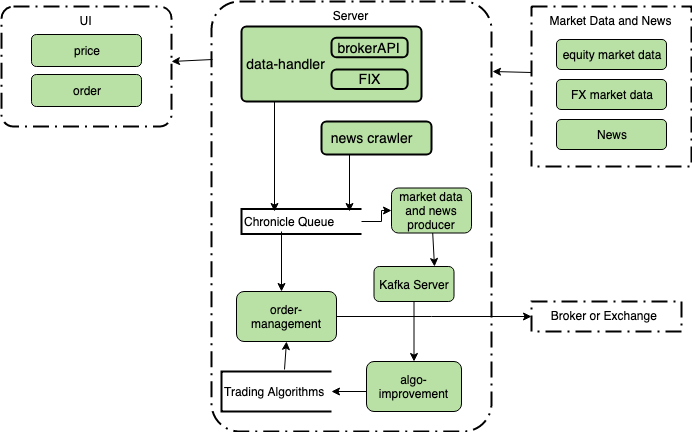 UI
price
order
Server
data-handler
brokerAPI
FIX
news crawler
Chronicle Queue
market data
and news
producer
Kafka Server
order-
management
Trading Algorithms
algo-
improvement
Market Data and News
equity market data
FX market data
News
Broker or Exchange